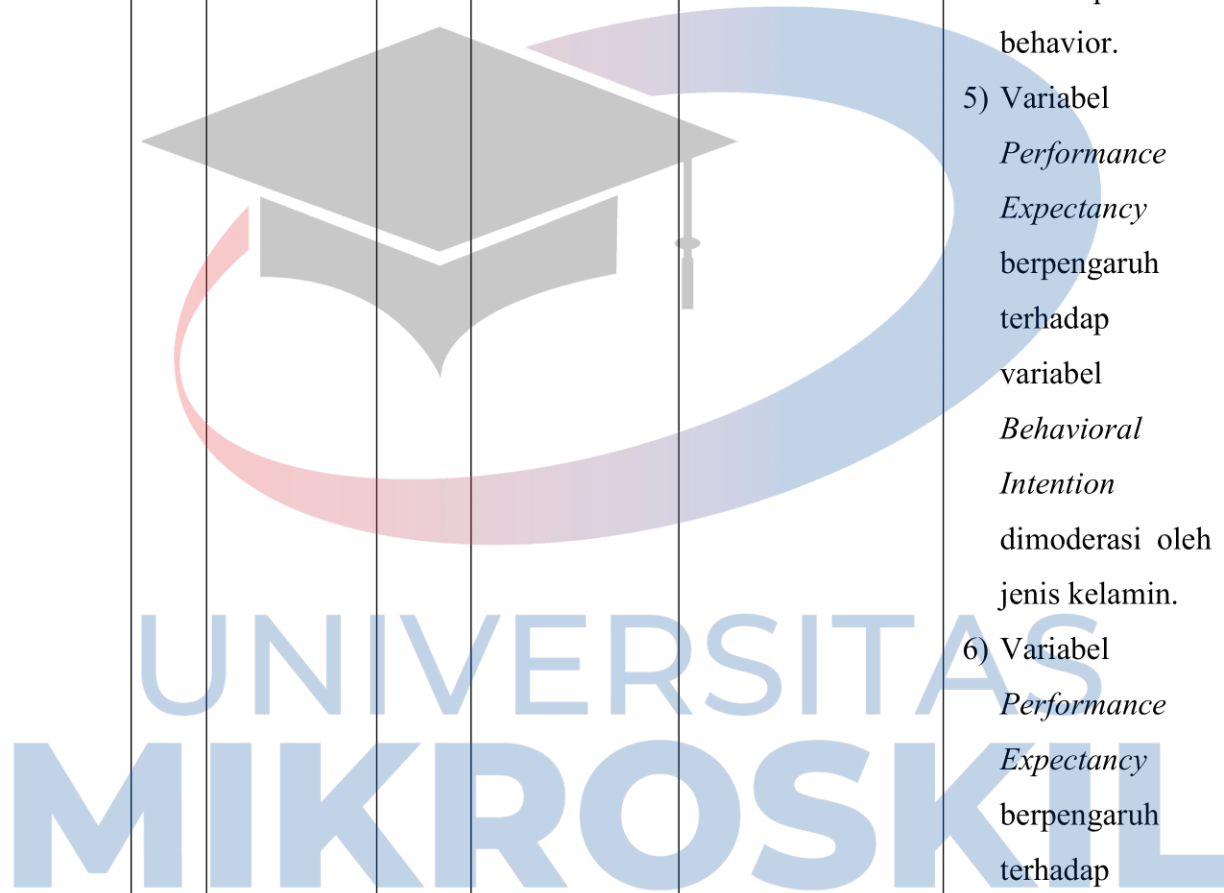 behavior.
5) Variabel
Performance
Expectancy
berpengaruh
terhadap
variabel
Behavioral
Intention
dimoderasi oleh
jenis kelamin.
6) Variabel
Performance
Expectancy
berpengaruh
terhadap
UNIVERSITAS
MIKROSKIL